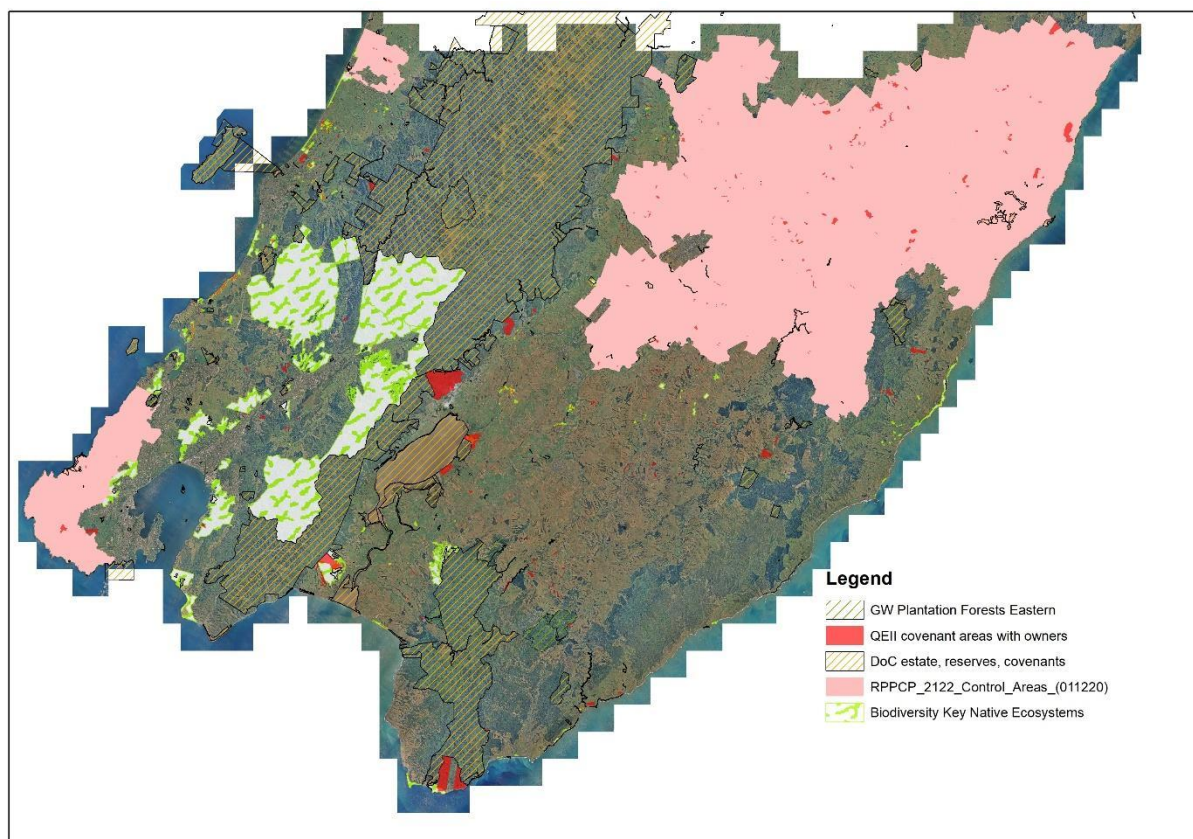 Legend
GW Plantation Forests Eastern
QEII covenant areas with owners
DoC estate, reserves, covenants
RPPCP_2122_Control_Areas_(011220)
Biodiversity Key Native Ecosystems